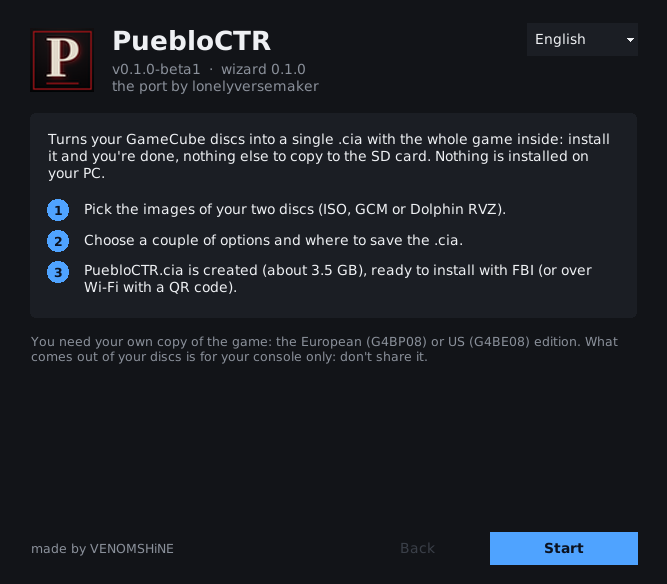 P
PuebloCTR
English
v0.1.0-beta1 · wizard 0.1.0
the port by lonelyversemaker
Turns your GameCube discs into a single .cia with the whole game inside: install
it and you're done, nothing else to copy to the SD card. Nothing is installed on
your PC.
1 Pick the images of your two discs (ISO, GCM or Dolphin RVZ).
2 Choose a couple of options and where to save the .cia.
3 PuebloCTR.cia is created (about 3.5 GB), ready to install with FBI (or over
Wi-Fi with a QR code).
You need your own copy of the game: the European (G4BP08) or US (G4BE08) edition. What
comes out of your discs is for your console only: don't share it.
made by VENOMSHiNE
Back
Start